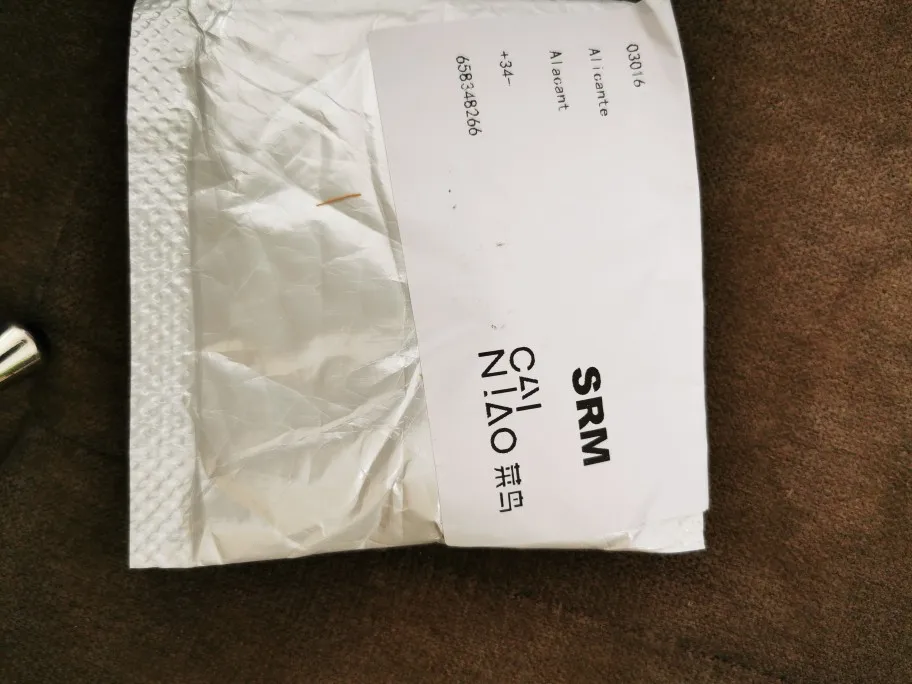 03016
Alicante
Alacant
+34-
658348266
SRM
CAI
NIAO 菜鸟